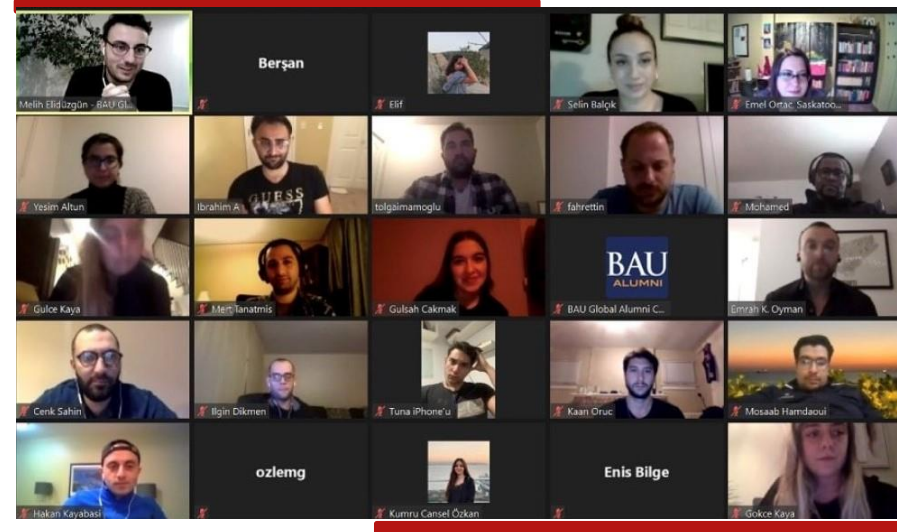 Melih Elidüzgün - BAU Gl...
Berşan
Elif
Selin Balçık
Emel Ortac, Saskatoo...
Yesim Altun
Ibrahim A
GUESS
tolgaimamoglu
fahrettin
Mohamed
Gulce Kaya
Mert Tanatmis
Gulsah Cakmak
BAU
ALUMNI
BAU Global Alumni C...
Emrah K. Oyman
Cenk Sahin
Ilgin Dikmen
Tuna iPhone'u
Kaan Oruc
Mosaab Hamdaoui
Hakan Kayabasi
ozlemg
Kumru Cansel Özkan
Enis Bilge
Gokce Kaya